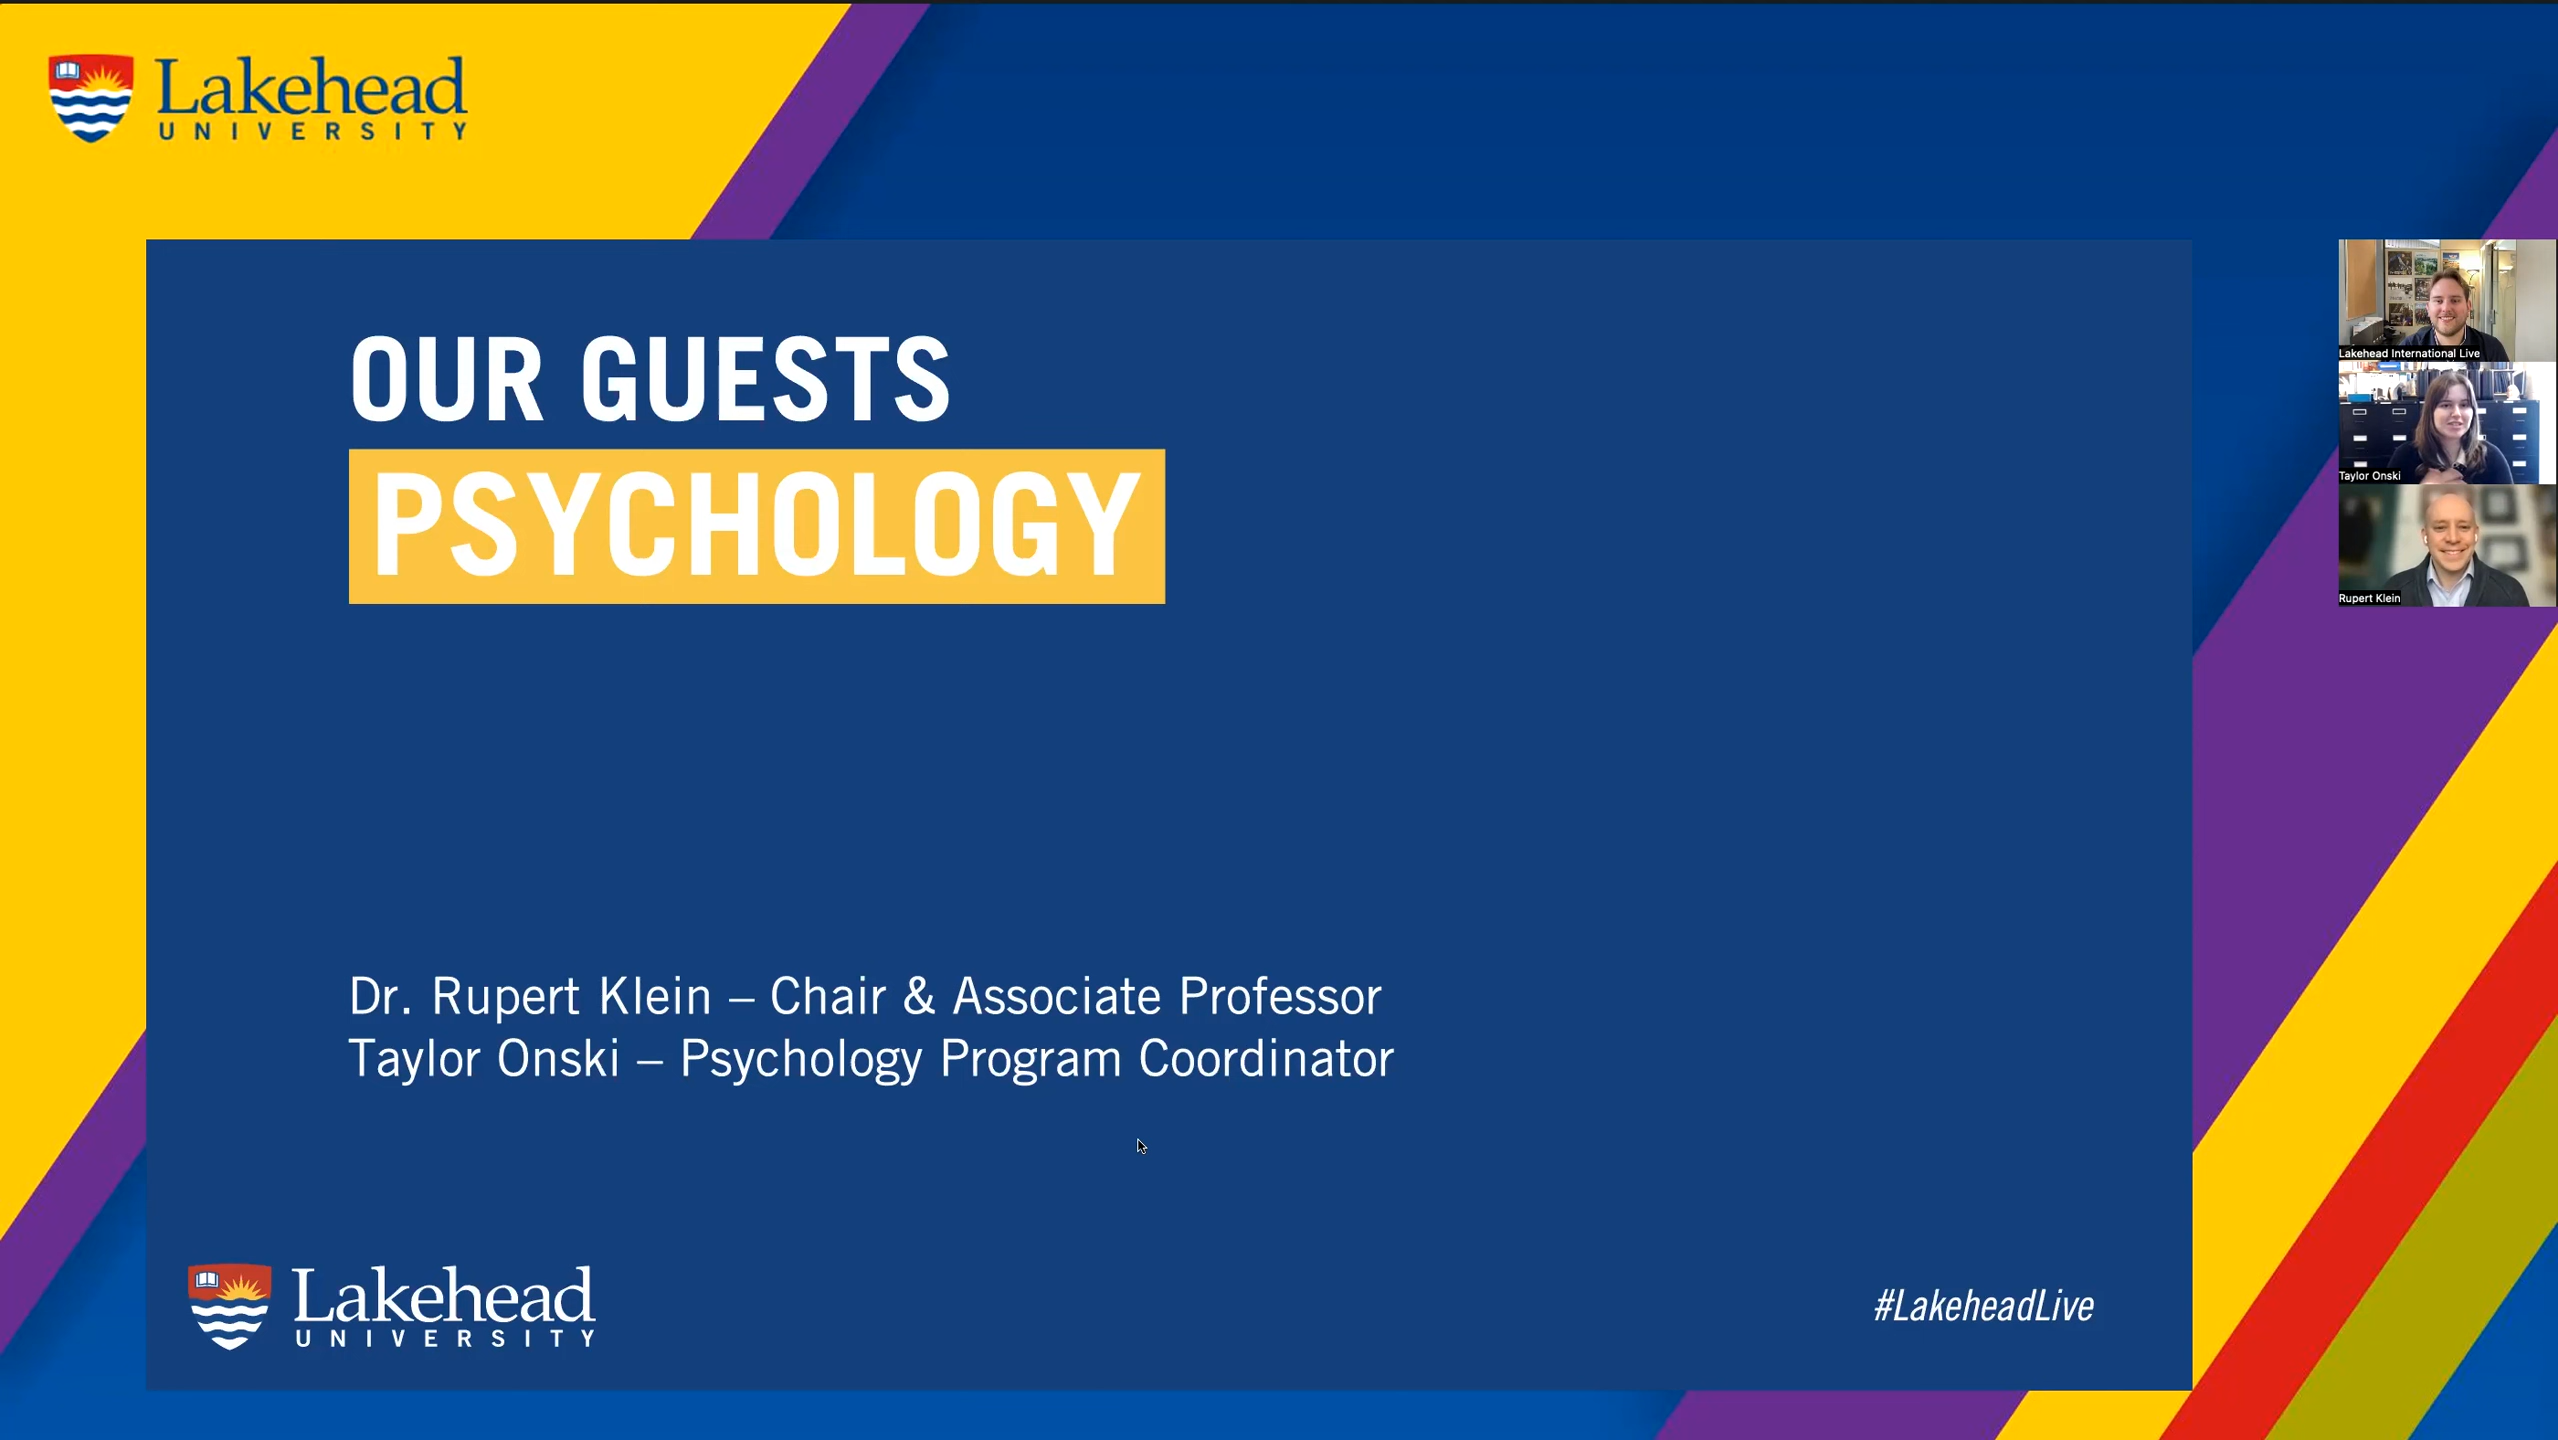 Lakehead
UNIVERSITY
OUR GUESTS
PSYCHOLOGY
Lakehead International Live
Taylor Onski
Rupert Klein
Dr. Rupert Klein – Chair & Associate Professor
Taylor Onski – Psychology Program Coordinator
Lakehead
UNIVERSITY
#LakeheadLive